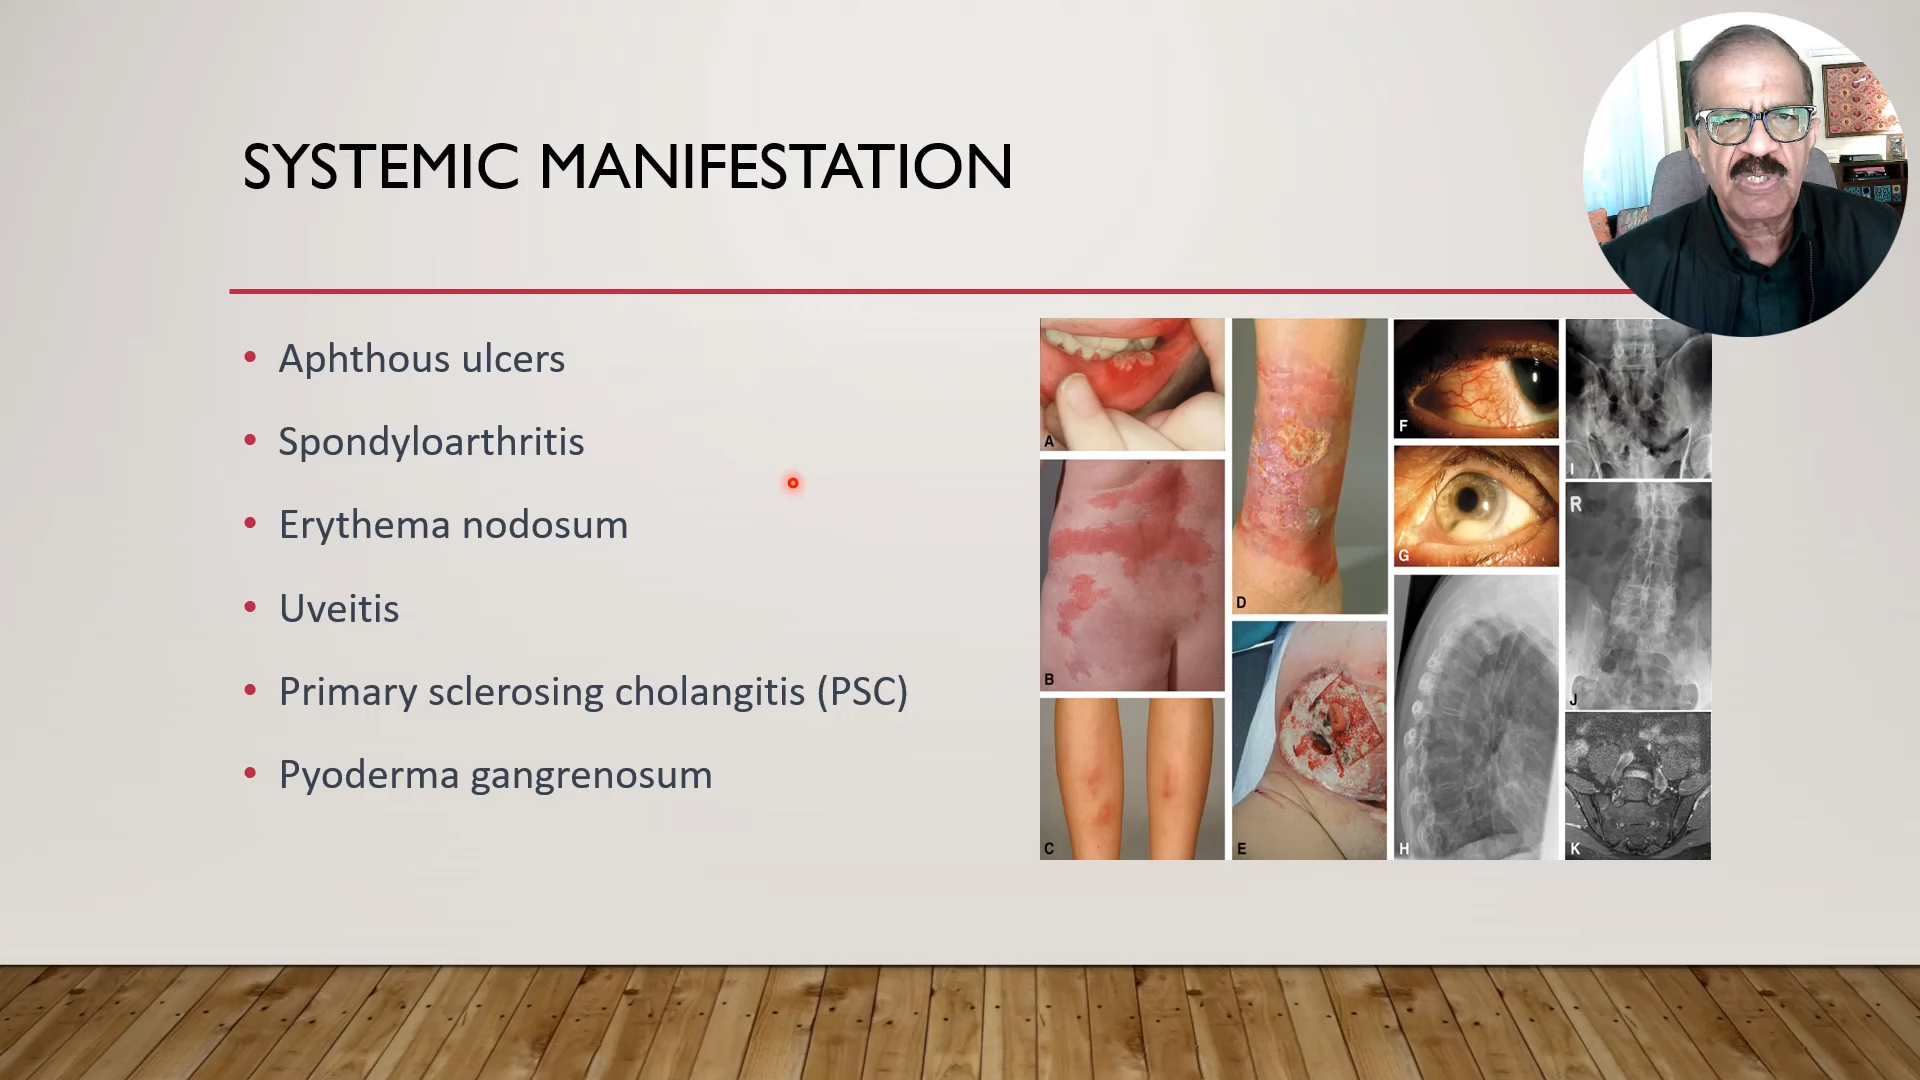 SYSTEMIC MANIFESTATION
• Aphthous ulcers
• Spondyloarthritis
• Erythema nodosum
• Uveitis
• Primary sclerosing cholangitis (PSC)
• Pyoderma gangrenosum
A
B
C
D
E
F
G
H
I
R
J
K